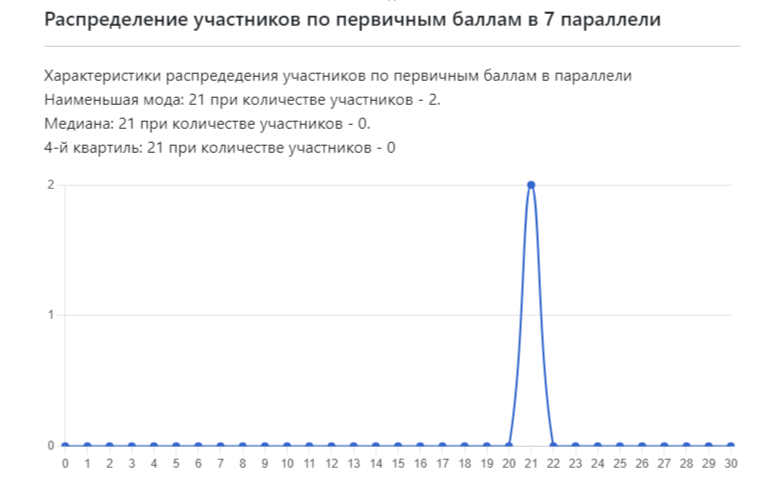 Распределение участников по первичным баллам в 7 параллели
Характеристики распредедения участников по первичным баллам в параллели
Наименьшая мода: 21 при количестве участников - 2.
Медиана: 21 при количестве участников - 0.
4-й квартиль: 21 при количестве участников - 0
2
1
0
0 1 2 3 4 5 6 7 8 9 10 11 12 13 14 15 16 17 18 19 20 21 22 23 24 25 26 27 28 29 30